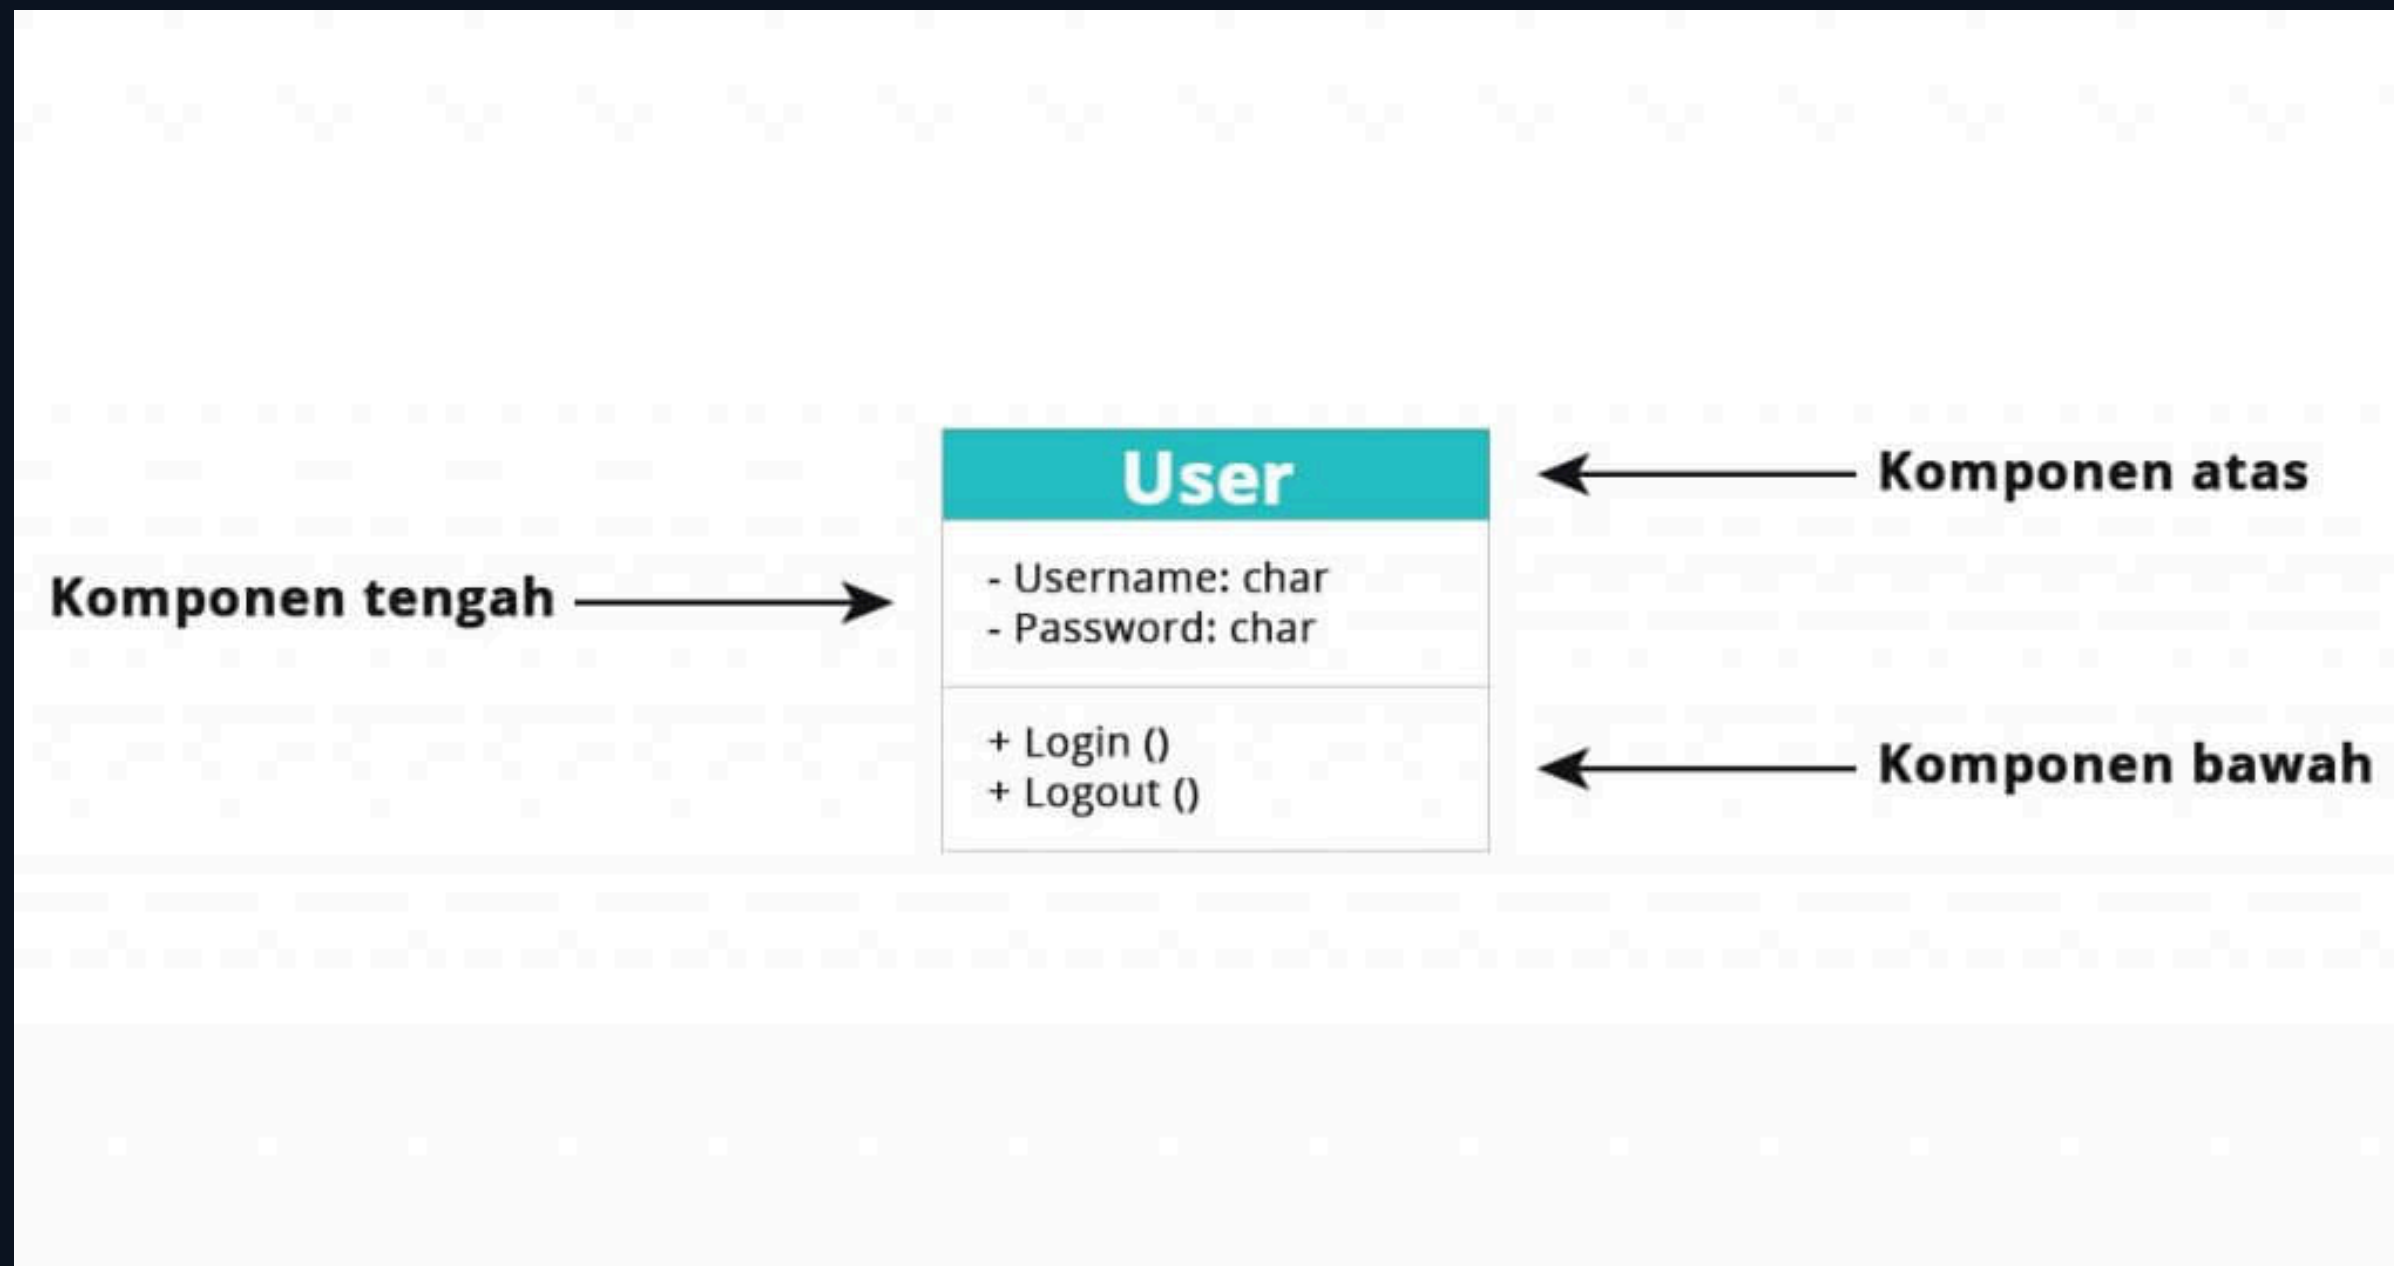 User
Komponen atas
Komponen tengah
- Username: char
- Password: char
+ Login ()
+ Logout ()
Komponen bawah